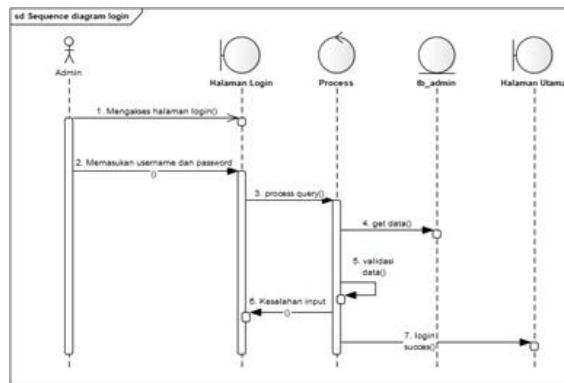 sd Sequence diagram login
Admin
Halaman Login
Process
tb_admin
Halaman Utama
1. Mengakses halaman login()
2. Memasukan username dan password
()
3. process query()
4. get data()
5. validasi
data()
6. Kesalahan input
()
7. login
succes()